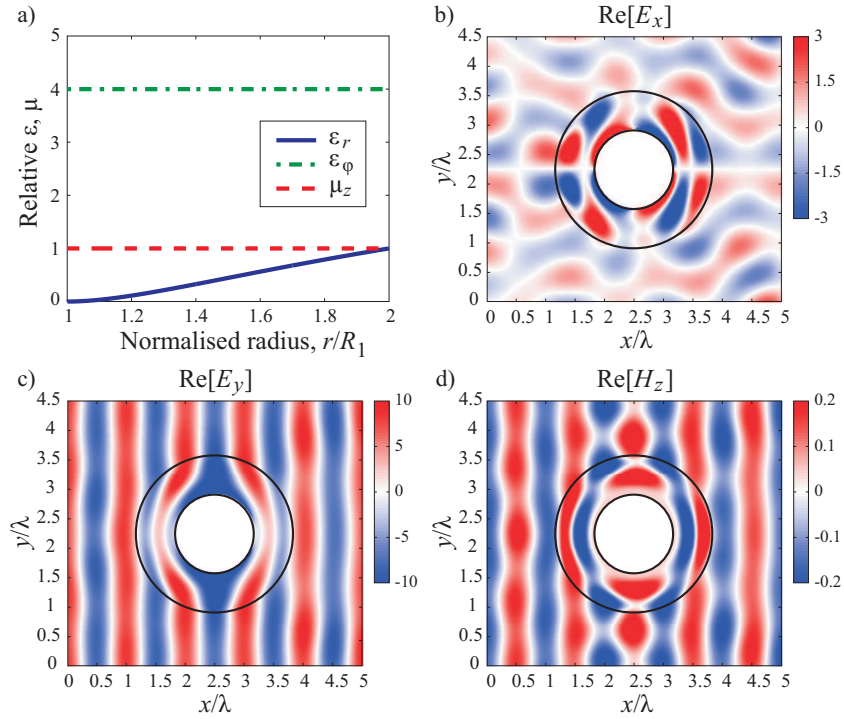 a)
Relative ε, μ
5
4
3
2
1
0
ε_r
ε_φ
μ_z
1 1.2 1.4 1.6 1.8 2
Normalised radius, r/R_1
b) Re[E_x]
y/λ
4.5
4
3.5
3
2.5
2
1.5
1
0.5
0
0 0.5 1 1.5 2 2.5 3 3.5 4 4.5 5
x/λ
3
1.5
0
-1.5
-3
c) Re[E_y]
y/λ
4.5
4
3.5
3
2.5
2
1.5
1
0.5
0
0 0.5 1 1.5 2 2.5 3 3.5 4 4.5 5
x/λ
10
5
0
-5
-10
d) Re[H_z]
y/λ
4.5
4
3.5
3
2.5
2
1.5
1
0.5
0
0 0.5 1 1.5 2 2.5 3 3.5 4 4.5 5
x/λ
0.2
0.1
0
-0.1
-0.2